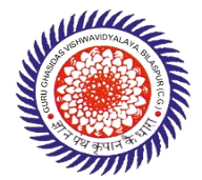 GURU GHASIDAS VISHWAVIDYALAYA, BILASPUR (C.G.)
ज्ञान पथ कृपान कै धारा